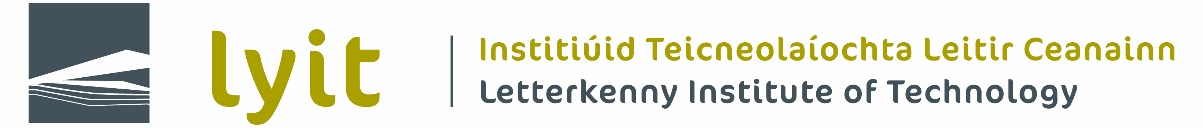 lyit
Institiúid Teicneolaíochta Leitir Ceanainn
Letterkenny Institute of Technology